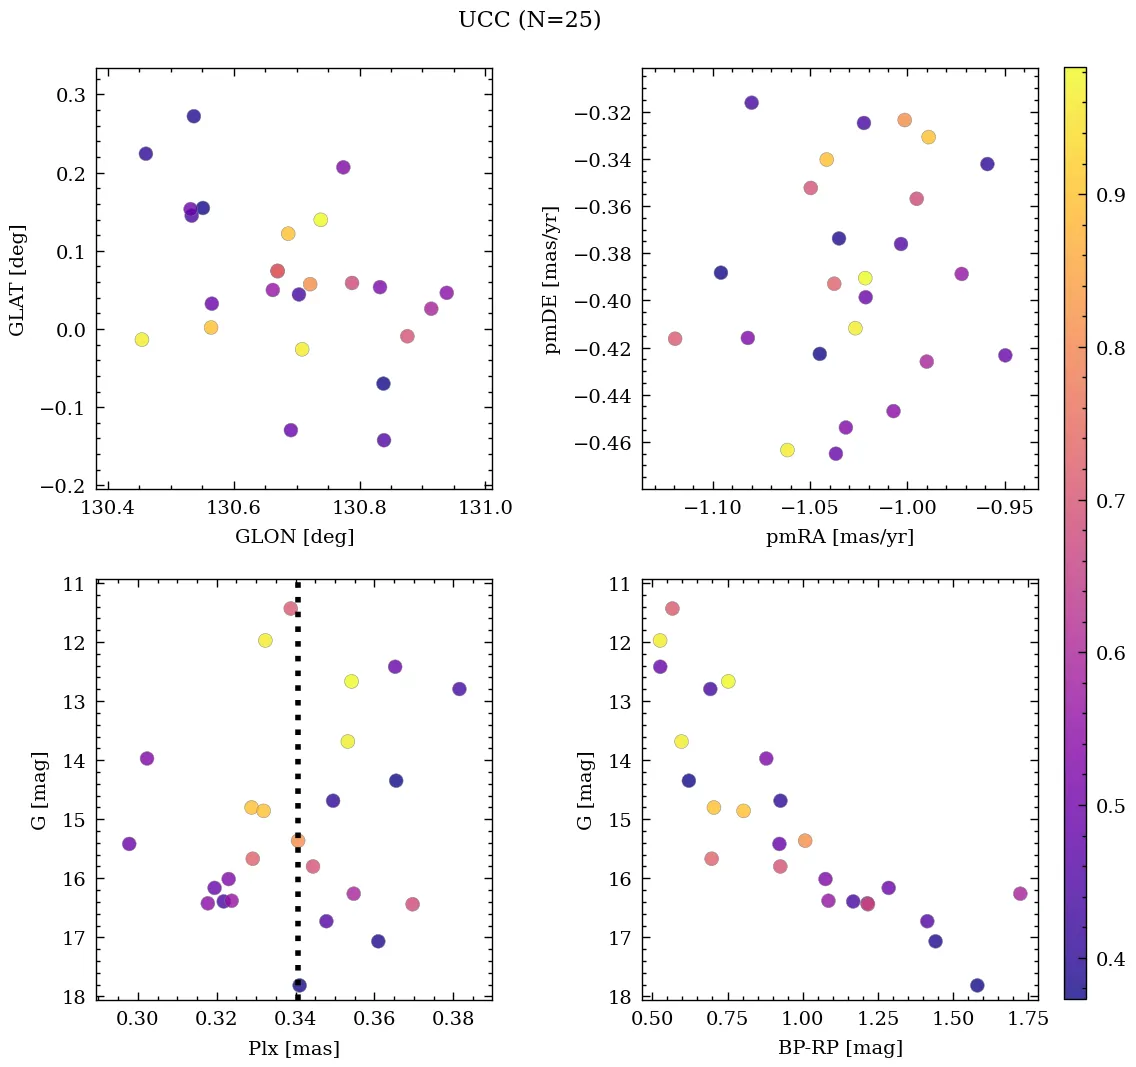 UCC (N=25)
0.3
0.2
0.1
0.0
−0.1
−0.2
GLAT [deg]
130.4 130.6 130.8 131.0
GLON [deg]
−0.32
−0.34
−0.36
−0.38
−0.40
−0.42
−0.44
−0.46
pmDE [mas/yr]
−1.10 −1.05 −1.00 −0.95
pmRA [mas/yr]
11
12
13
14
15
16
17
18
G [mag]
0.30 0.32 0.34 0.36 0.38
Plx [mas]
11
12
13
14
15
16
17
18
G [mag]
0.50 0.75 1.00 1.25 1.50 1.75
BP-RP [mag]
0.9
0.8
0.7
0.6
0.5
0.4